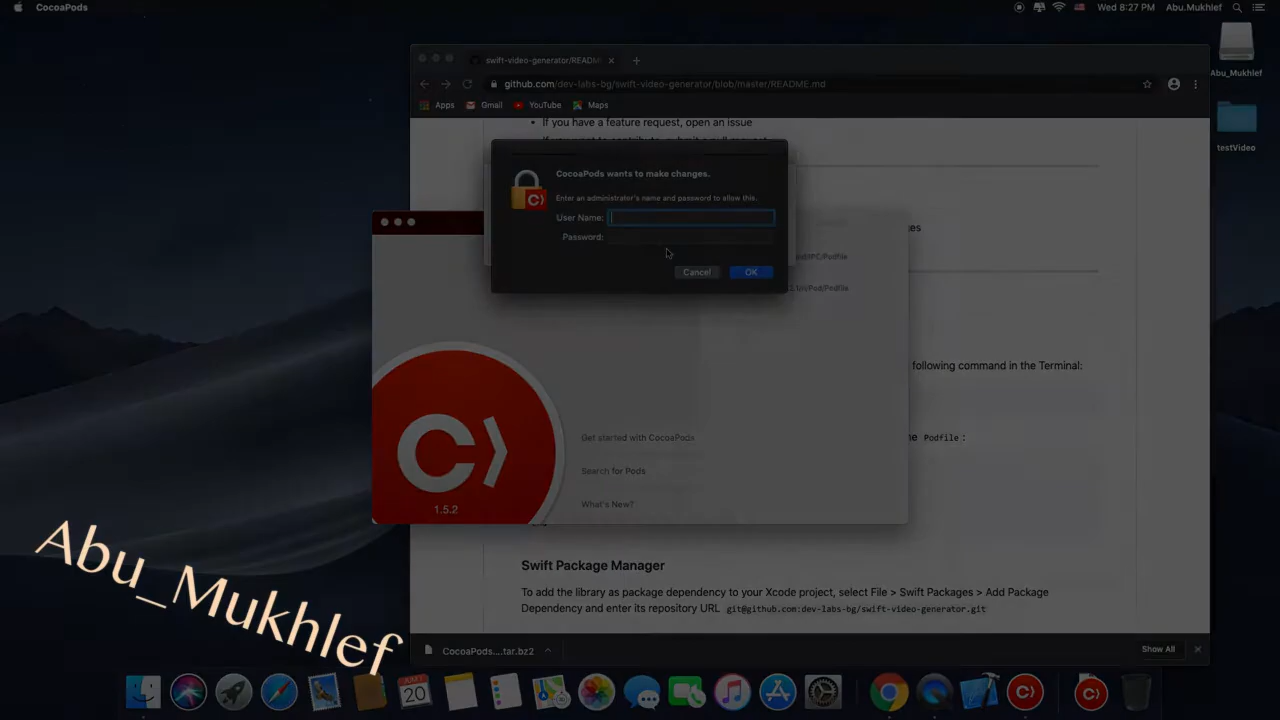 CocoaPods
Wed 8:27 PM
Abu.Mukhlef
swift-video-generator/READM
github.com/dev-labs-bg/swift-video-generator/blob/master/README.md
Apps
Gmail
YouTube
Maps
Abu_Mukhlef
testVideo
If you have a feature request, open an issue
CocoaPods wants to make changes.
Enter an administrator's name and password to allow this.
User Name:
Password:
Cancel
OK
/Podfile
Pod/Podfile
following command in the Terminal:
Podfile :
Get started with CocoaPods
Search for Pods
What's New?
1.5.2
Swift Package Manager
To add the library as package dependency to your Xcode project, select File > Swift Packages > Add Package
Dependency and enter its repository URL git@github.com:dev-labs-bg/swift-video-generator.git
Abu_Mukhlef
CocoaPods....tar.bz2
Show All
20